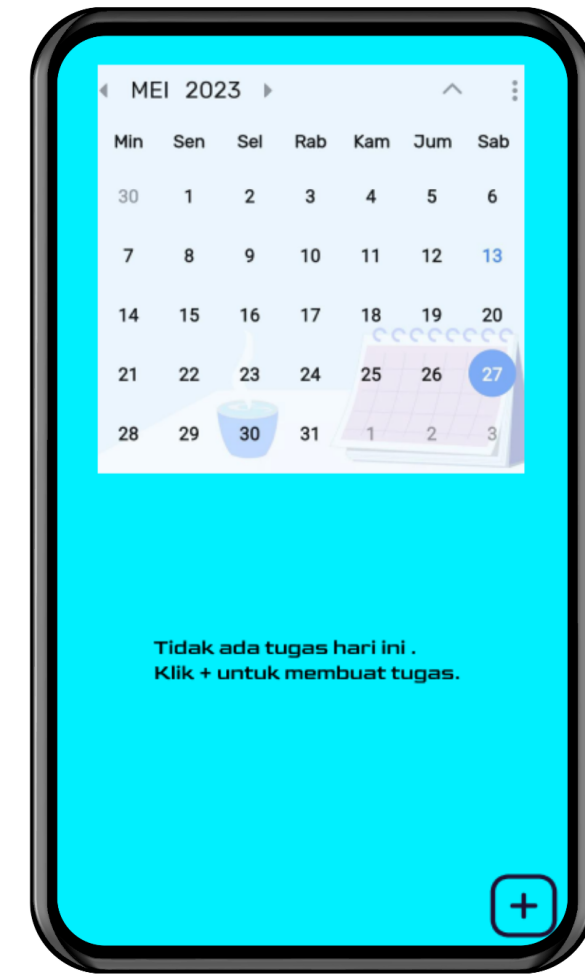 MEI 2023
Min Sen Sel Rab Kam Jum Sab
30 1 2 3 4 5 6
7 8 9 10 11 12 13
14 15 16 17 18 19 20
21 22 23 24 25 26 27
28 29 30 31 1 2 3
Tidak ada tugas hari ini .
Klik + untuk membuat tugas.
+